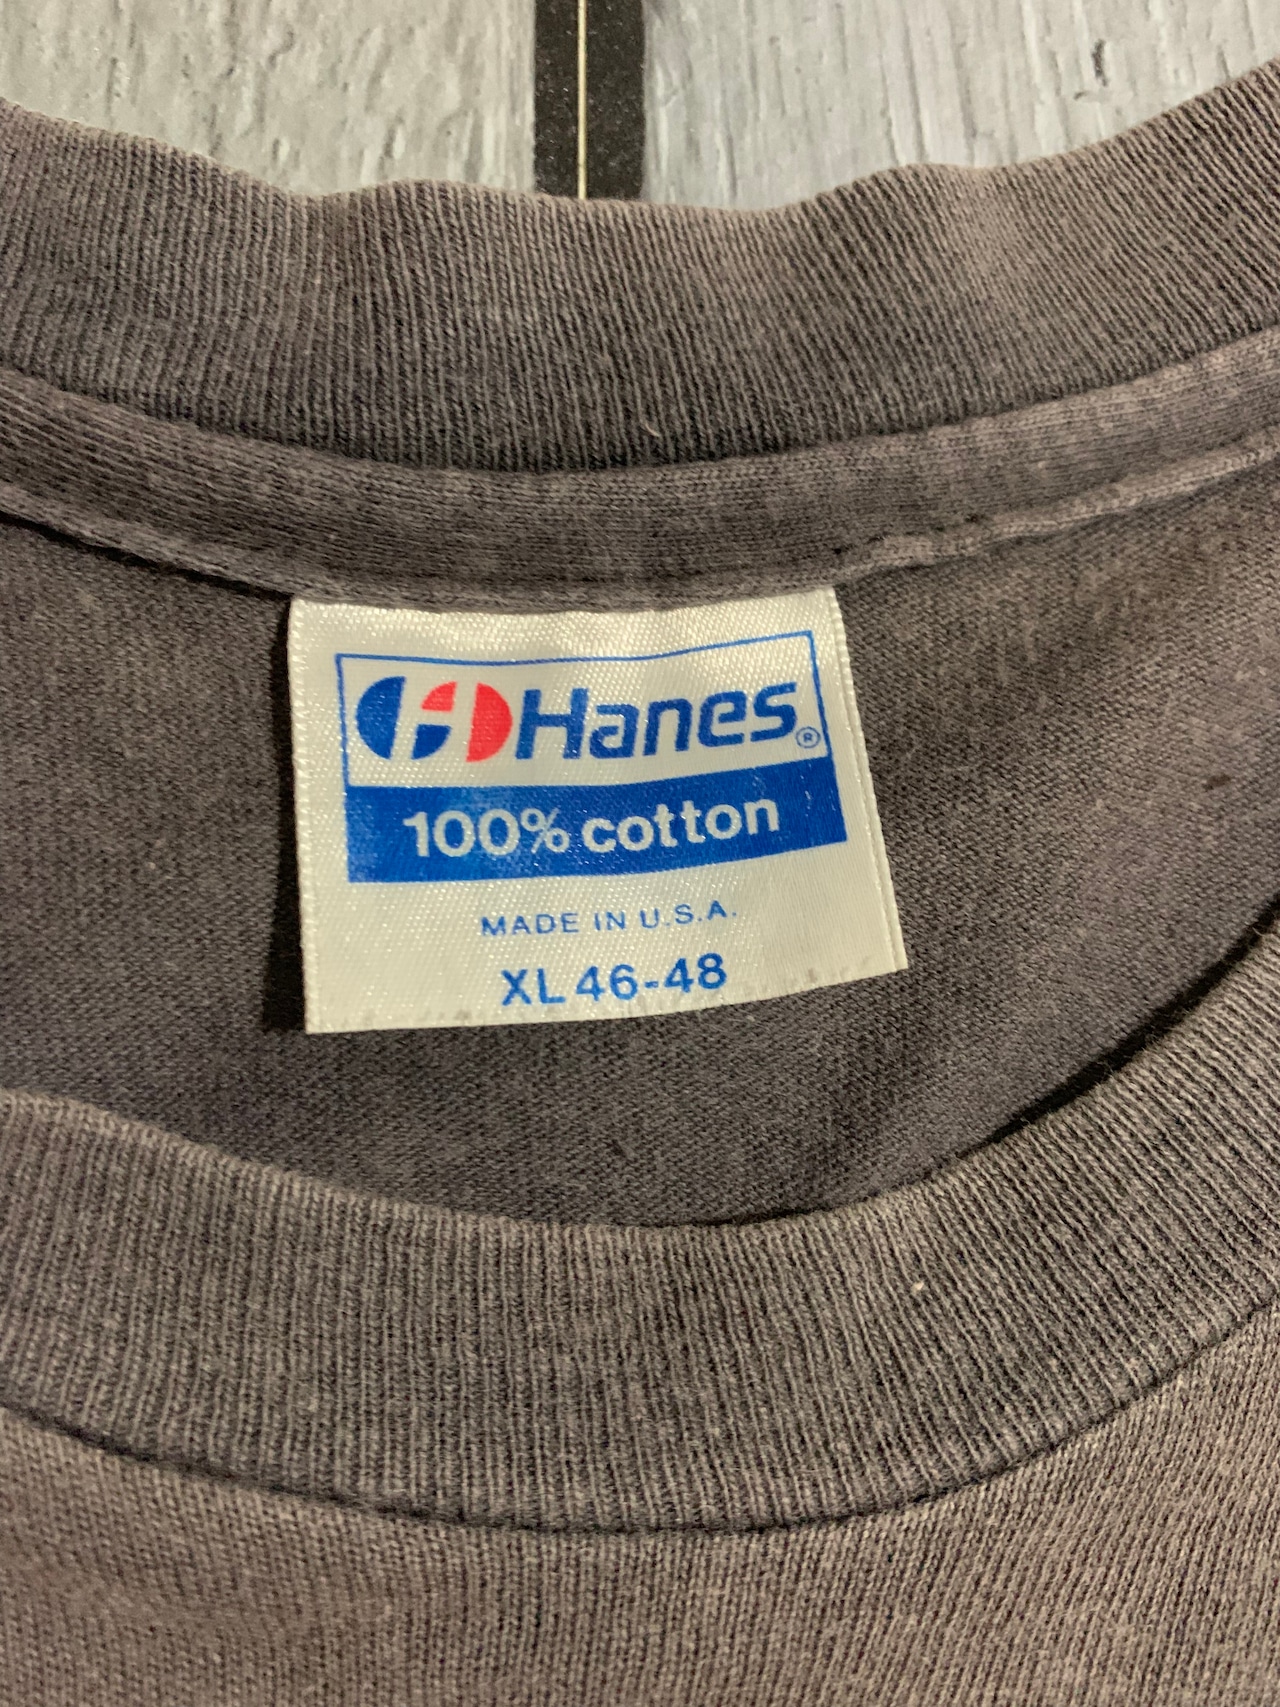 Hanes®
100% cotton
MADE IN U.S.A.
XL 46-48